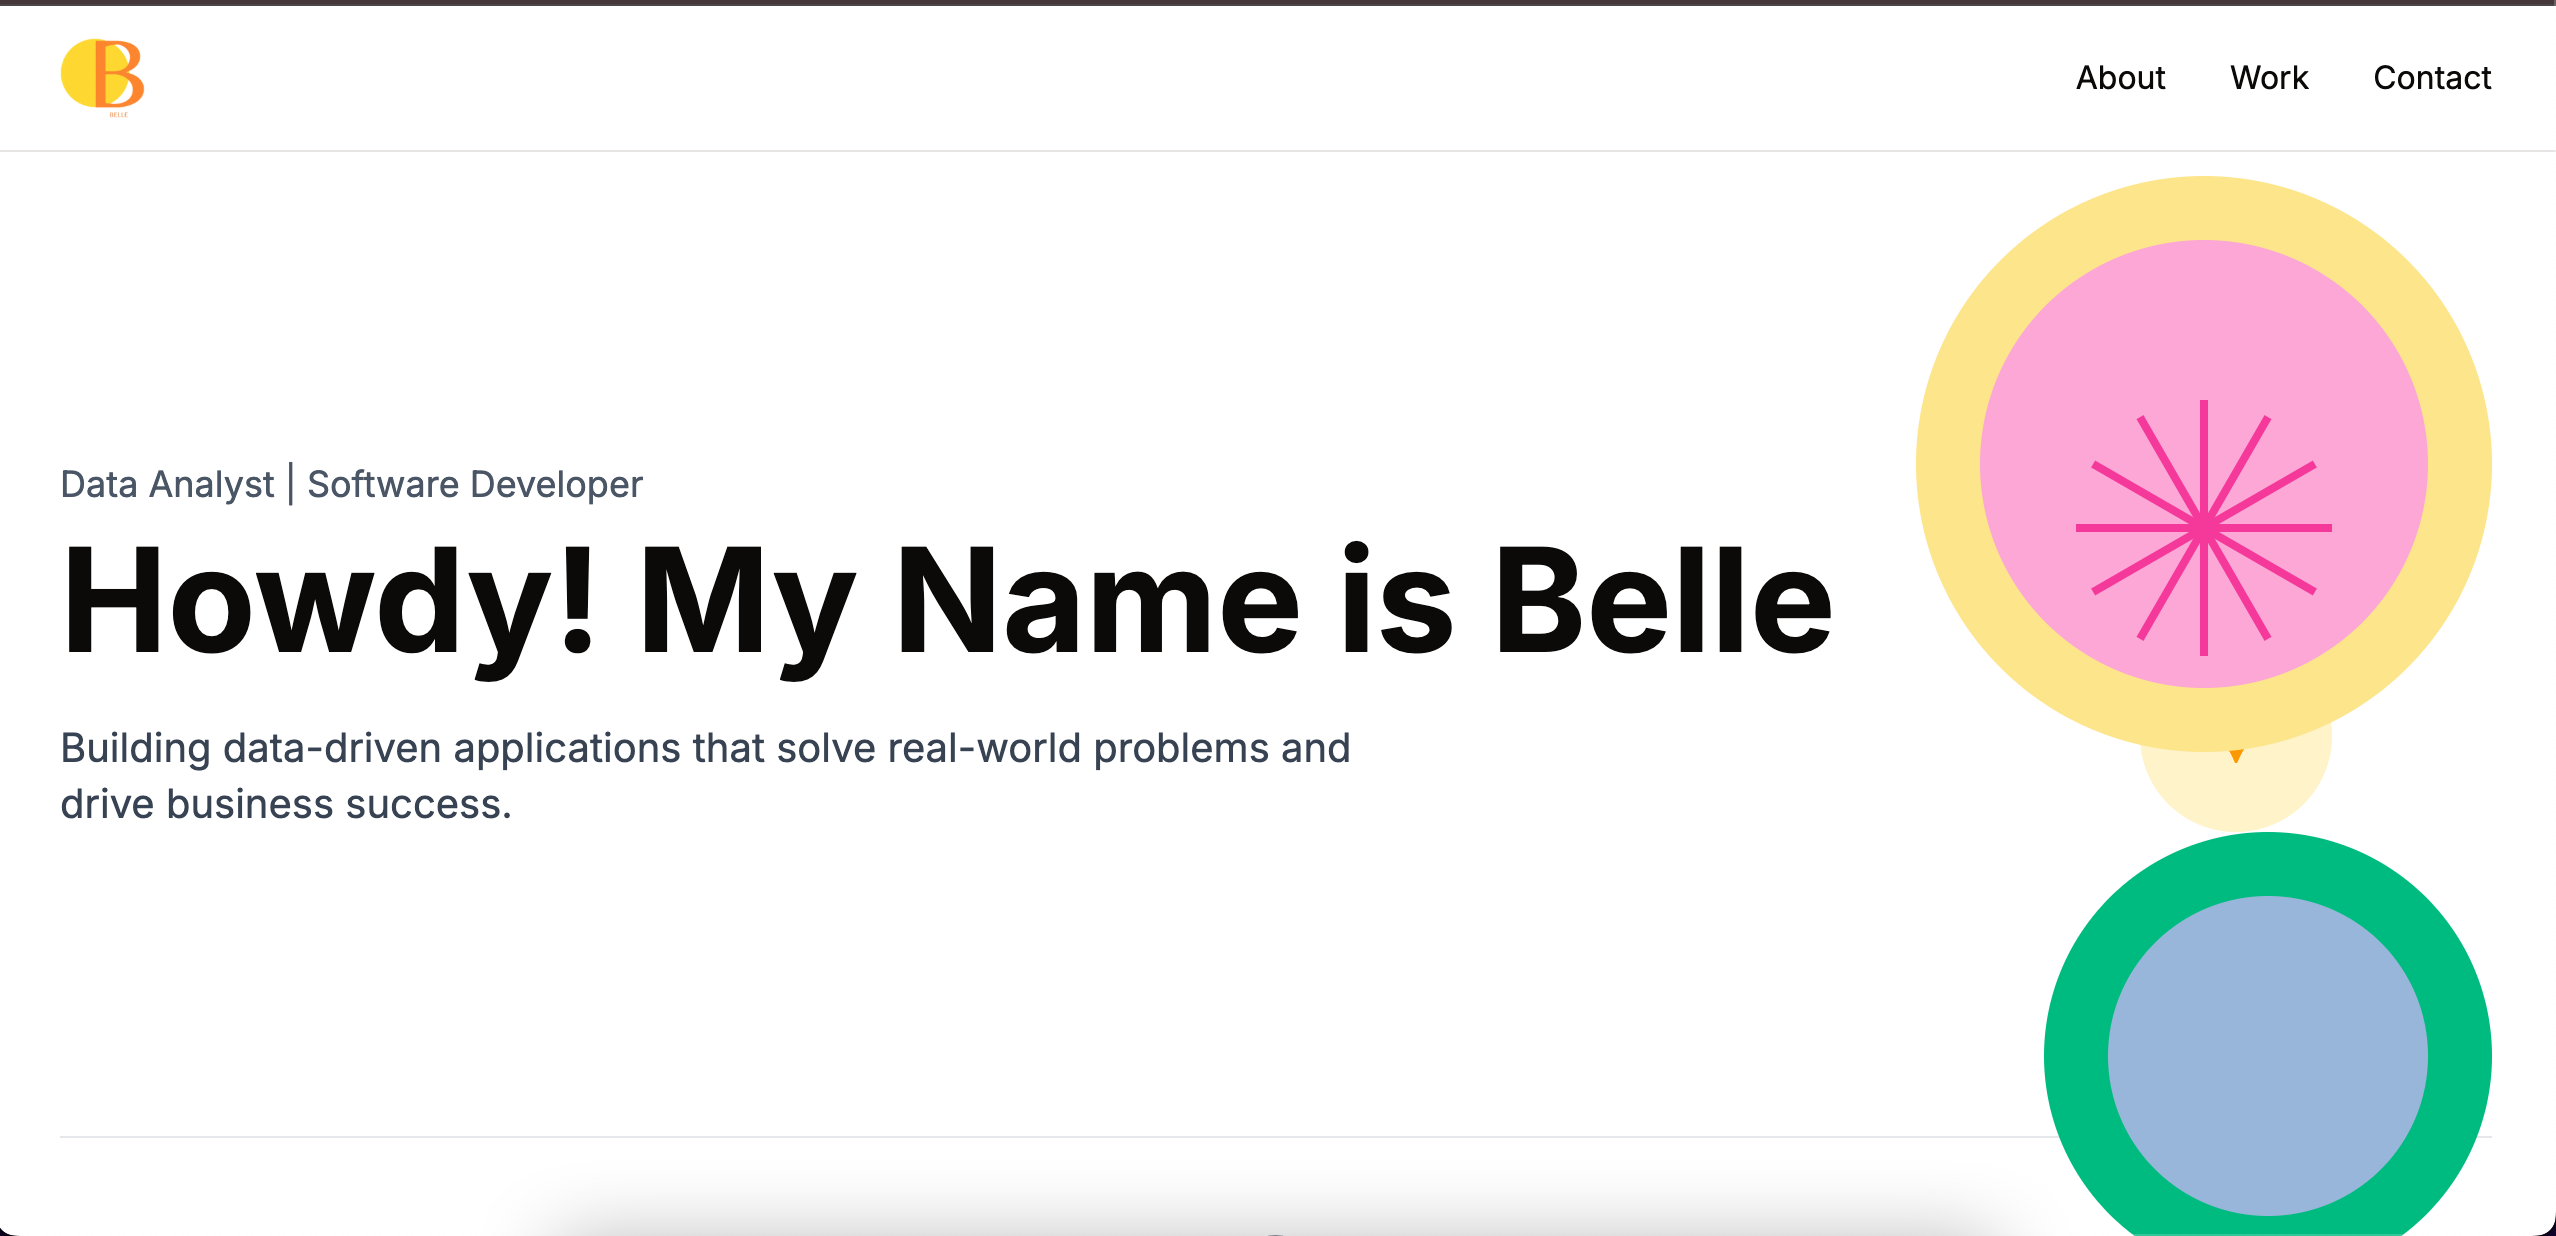 B
BELLE
About Work Contact
Data Analyst | Software Developer
Howdy! My Name is Belle
Building data-driven applications that solve real-world problems and
drive business success.